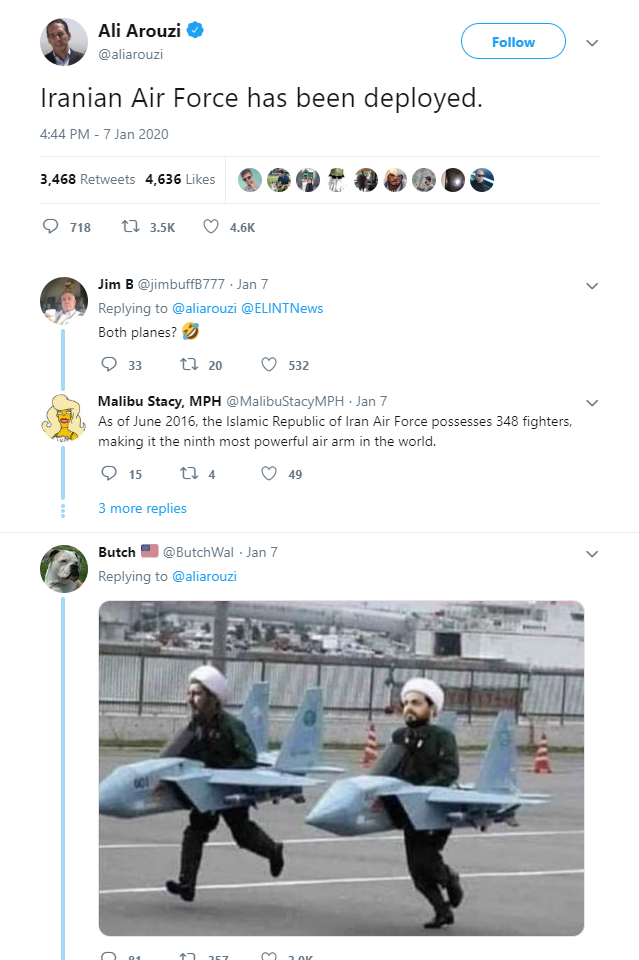 Ali Arouzi
@aliarouzi
Follow
Iranian Air Force has been deployed.
4:44 PM - 7 Jan 2020
3,468 Retweets 4,636 Likes
718 3.5K 4.6K
Jim B @jimbuffB777 · Jan 7
Replying to @aliarouzi @ELINTNews
Both planes? 🤣
33 20 532
Malibu Stacy, MPH @MalibuStacyMPH · Jan 7
As of June 2016, the Islamic Republic of Iran Air Force possesses 348 fighters,
making it the ninth most powerful air arm in the world.
15 4 49
3 more replies
Butch 🇺🇸 @ButchWal · Jan 7
Replying to @aliarouzi
001
81 257 2.0K